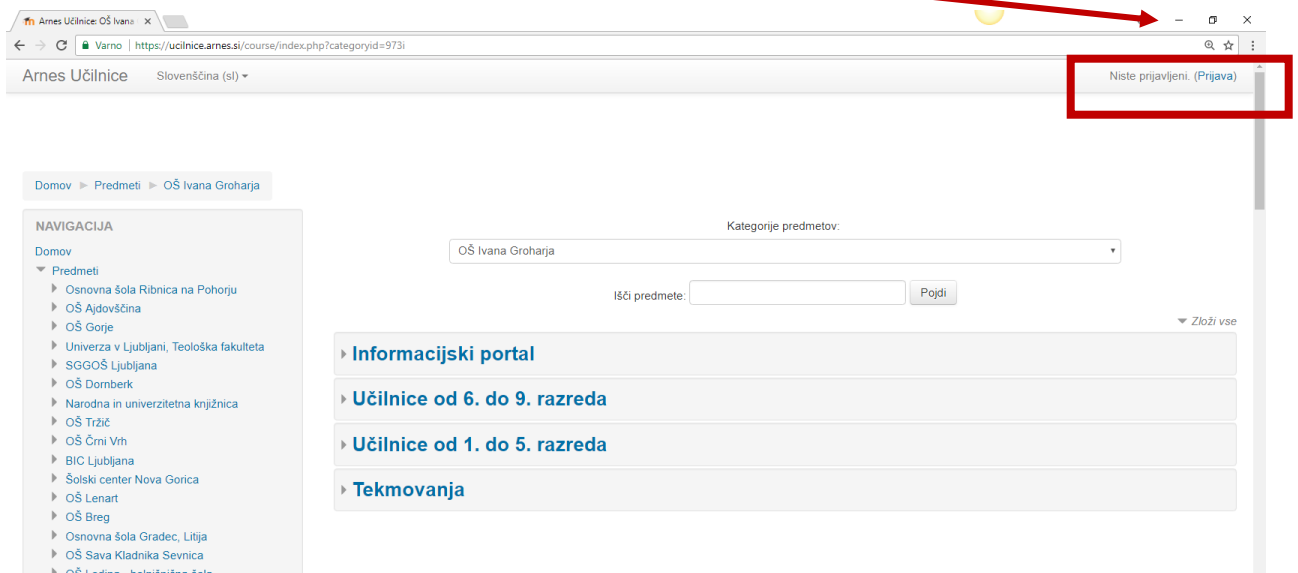 Arnes Učilnice: OŠ Ivana
Varno | https://ucilnice.arnes.si/course/index.php?categoryid=973i
Arnes Učilnice Slovenščina (sl)
Niste prijavljeni. (Prijava)
Domov Predmeti OŠ Ivana Groharja
NAVIGACIJA
Domov
Predmeti
Osnovna šola Ribnica na Pohorju
OŠ Ajdovščina
OŠ Gorje
Univerza v Ljubljani, Teološka fakulteta
SGGOŠ Ljubljana
OŠ Dornberk
Narodna in univerzitetna knjižnica
OŠ Tržič
OŠ Črni Vrh
BIC Ljubljana
Šolski center Nova Gorica
OŠ Lenart
OŠ Breg
Osnovna šola Gradec, Litija
OŠ Sava Kladnika Sevnica
Kategorije predmetov:
OŠ Ivana Groharja
Išči predmete: Pojdi
Zloži vse
Informacijski portal
Učilnice od 6. do 9. razreda
Učilnice od 1. do 5. razreda
Tekmovanja